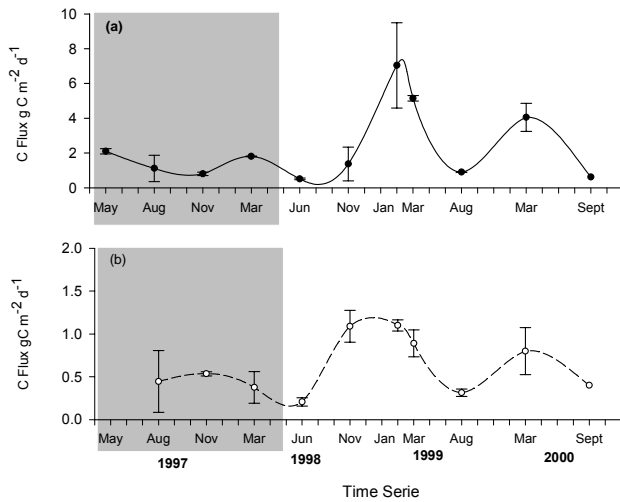 (a)
C Flux g C m-2 d-1
10
8
6
4
2
0
May Aug Nov Mar Jun Nov Jan Mar Aug Mar Sept
(b)
C Flux gC m-2 d-1
2.0
1.5
1.0
0.5
0.0
May Aug Nov Mar Jun Nov Jan Mar Aug Mar Sept
1997 1998 1999 2000
Time Serie